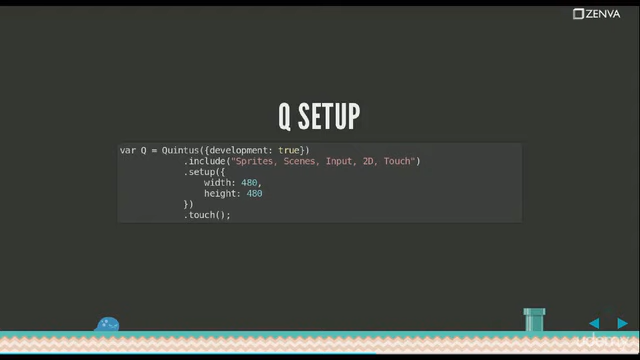 ZENVA
Q SETUP
var Q = Quintus({development: true})
.include("Sprites, Scenes, Input, 2D, Touch")
.setup({
width: 480,
height: 480
})
.touch();
udemy